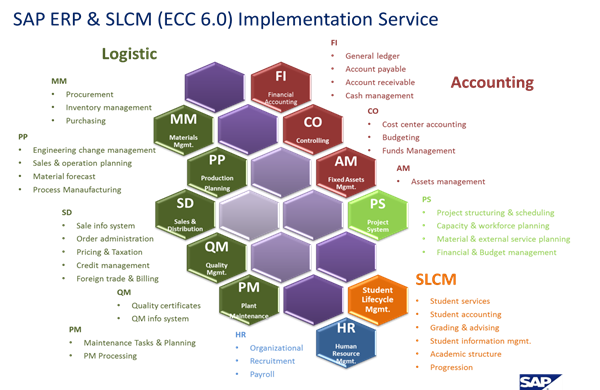 SAP ERP & SLCM (ECC 6.0) Implementation Service
Logistic
Accounting
MM
• Procurement
• Inventory management
• Purchasing
PP
• Engineering change management
• Sales & operation planning
• Material forecast
• Process Manaufacturing
SD
• Sale info system
• Order administration
• Pricing & Taxation
• Credit management
• Foreign trade & Billing
QM
• Quality certificates
• QM info system
PM
• Maintenance Tasks & Planning
• PM Processing
FI
Financial
Accounting
MM
Materials
Mgmt.
CO
Controlling
PP
Production
Planning
AM
Fixed Assets
Mgmt.
SD
Sales &
Distribution
PS
Project
System
QM
Quality
Mgmt.
PM
Plant
Maintenance
Student
Lifecycle
Mgmt.
HR
Human
Resource
Mgmt.
FI
• General ledger
• Account payable
• Account receivable
• Cash management
CO
• Cost center accounting
• Budgeting
• Funds Management
AM
• Assets management
PS
• Project structuring & scheduling
• Capacity & workforce planning
• Material & external service planning
• Financial & Budget management
SLCM
• Student services
• Student accounting
• Grading & advising
• Student information mgmt.
• Academic structure
• Progression
HR
• Organizational
• Recruitment
• Payroll
SAP